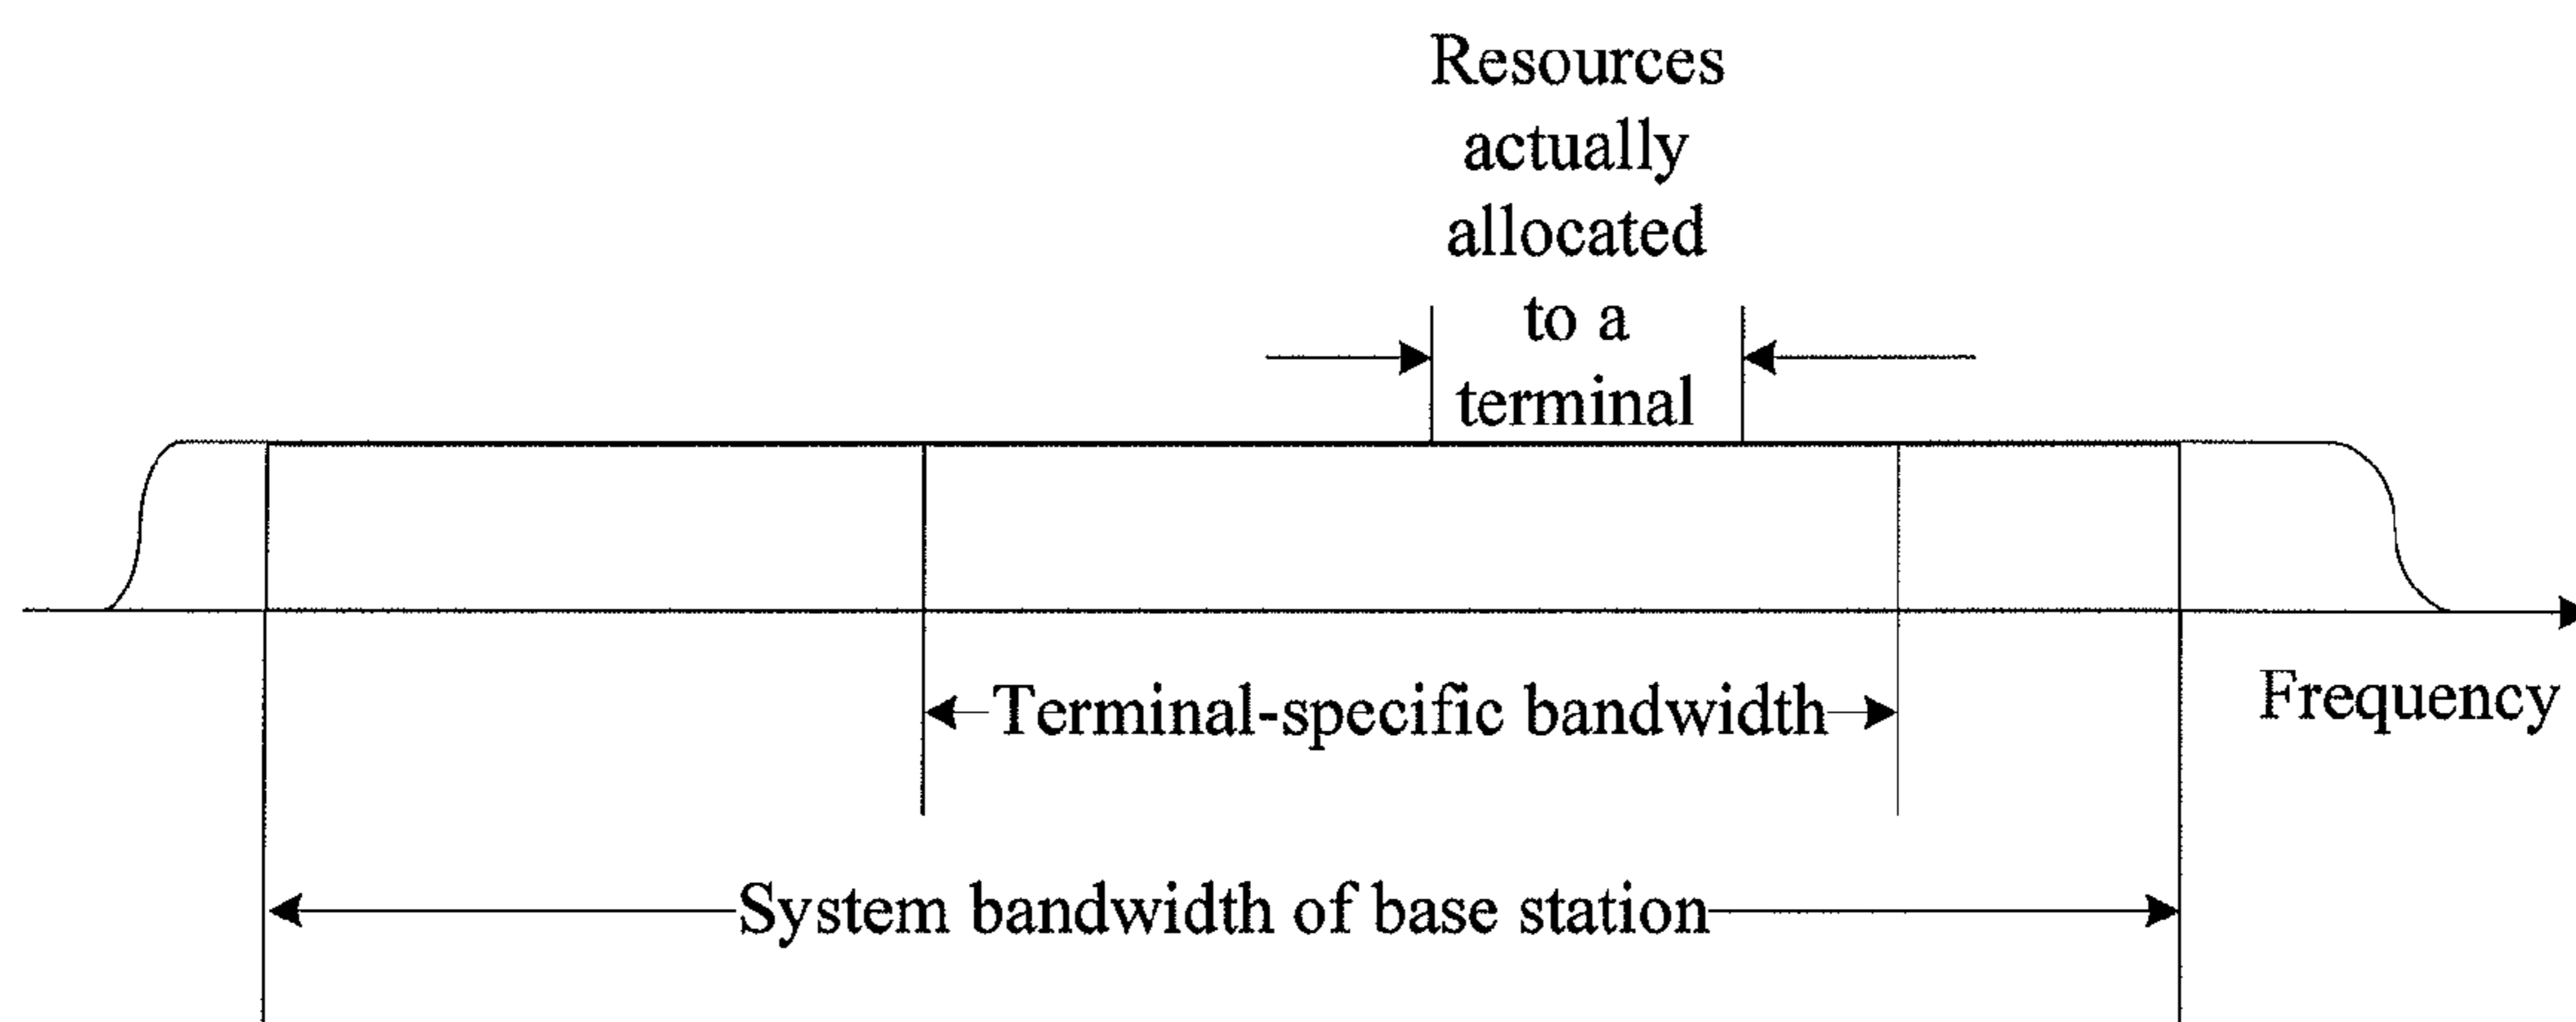 Resources
actually
allocated
to a
terminal
Terminal-specific bandwidth
Frequency
System bandwidth of base station